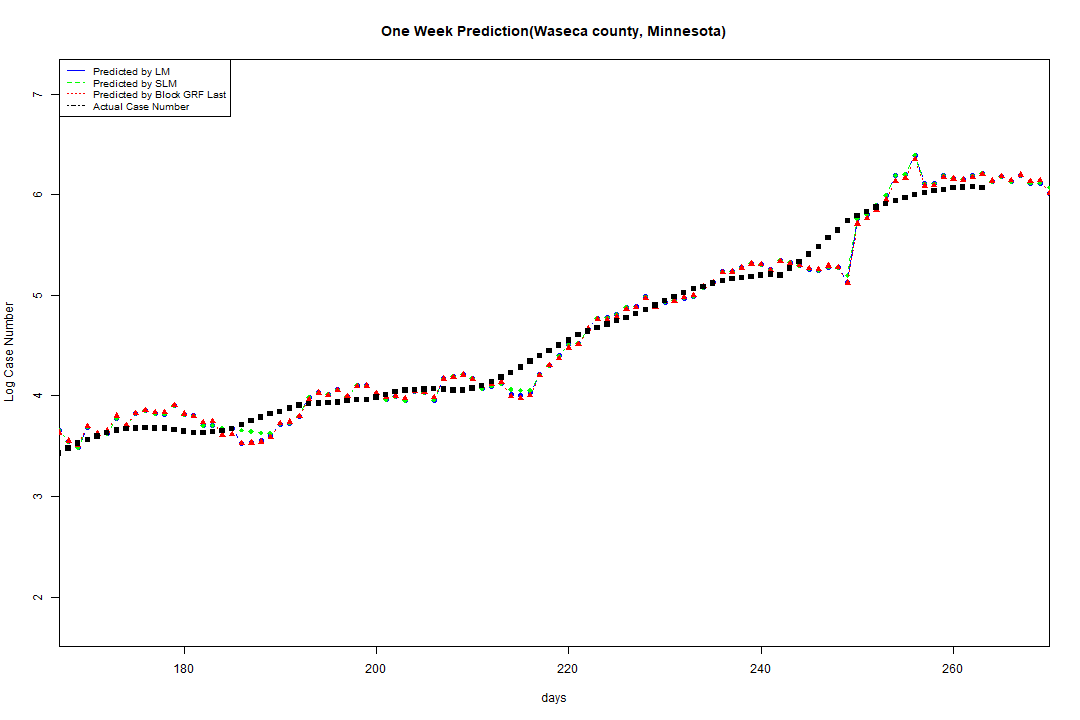 One Week Prediction(Waseca county, Minnesota)
Predicted by LM
Predicted by SLM
Predicted by Block GRF Last
Actual Case Number
7
6
5
4
3
2
Log Case Number
180 200 220 240 260
days